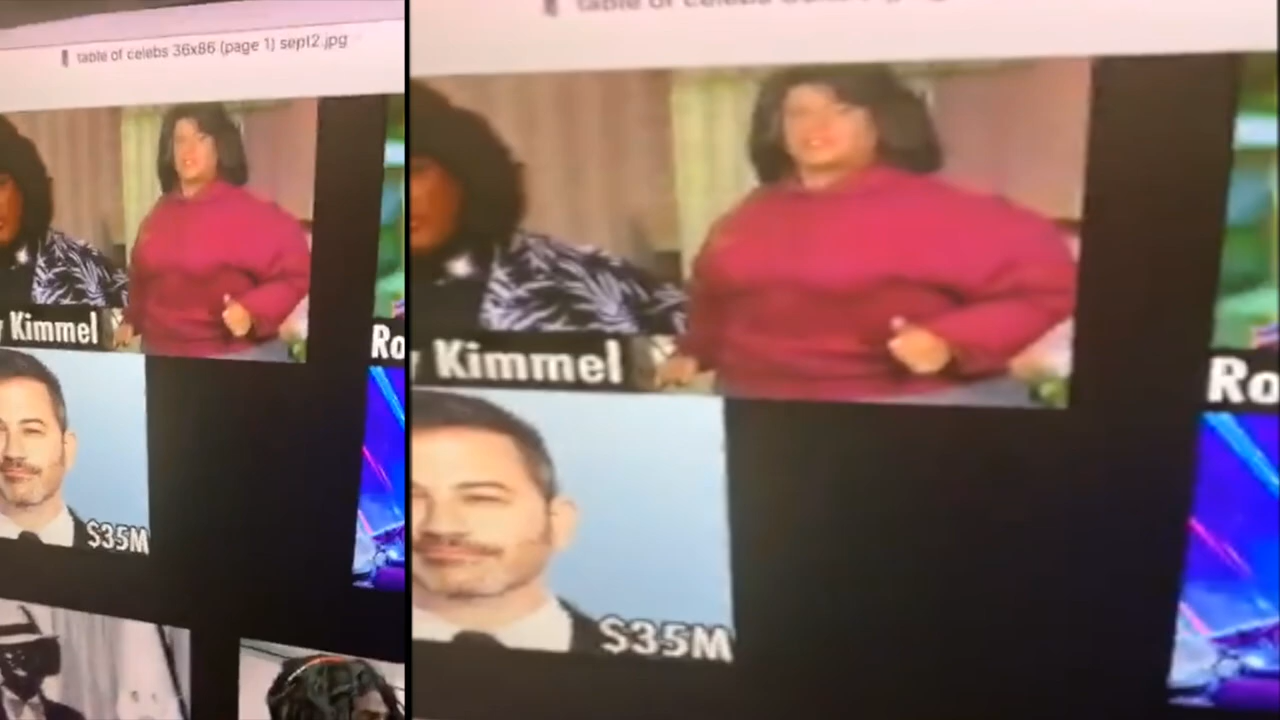 table of celebs 36x86 (page 1) sept2.jpg
y Kimmel
Ro
$35M
Kimmel
Ro
$35M